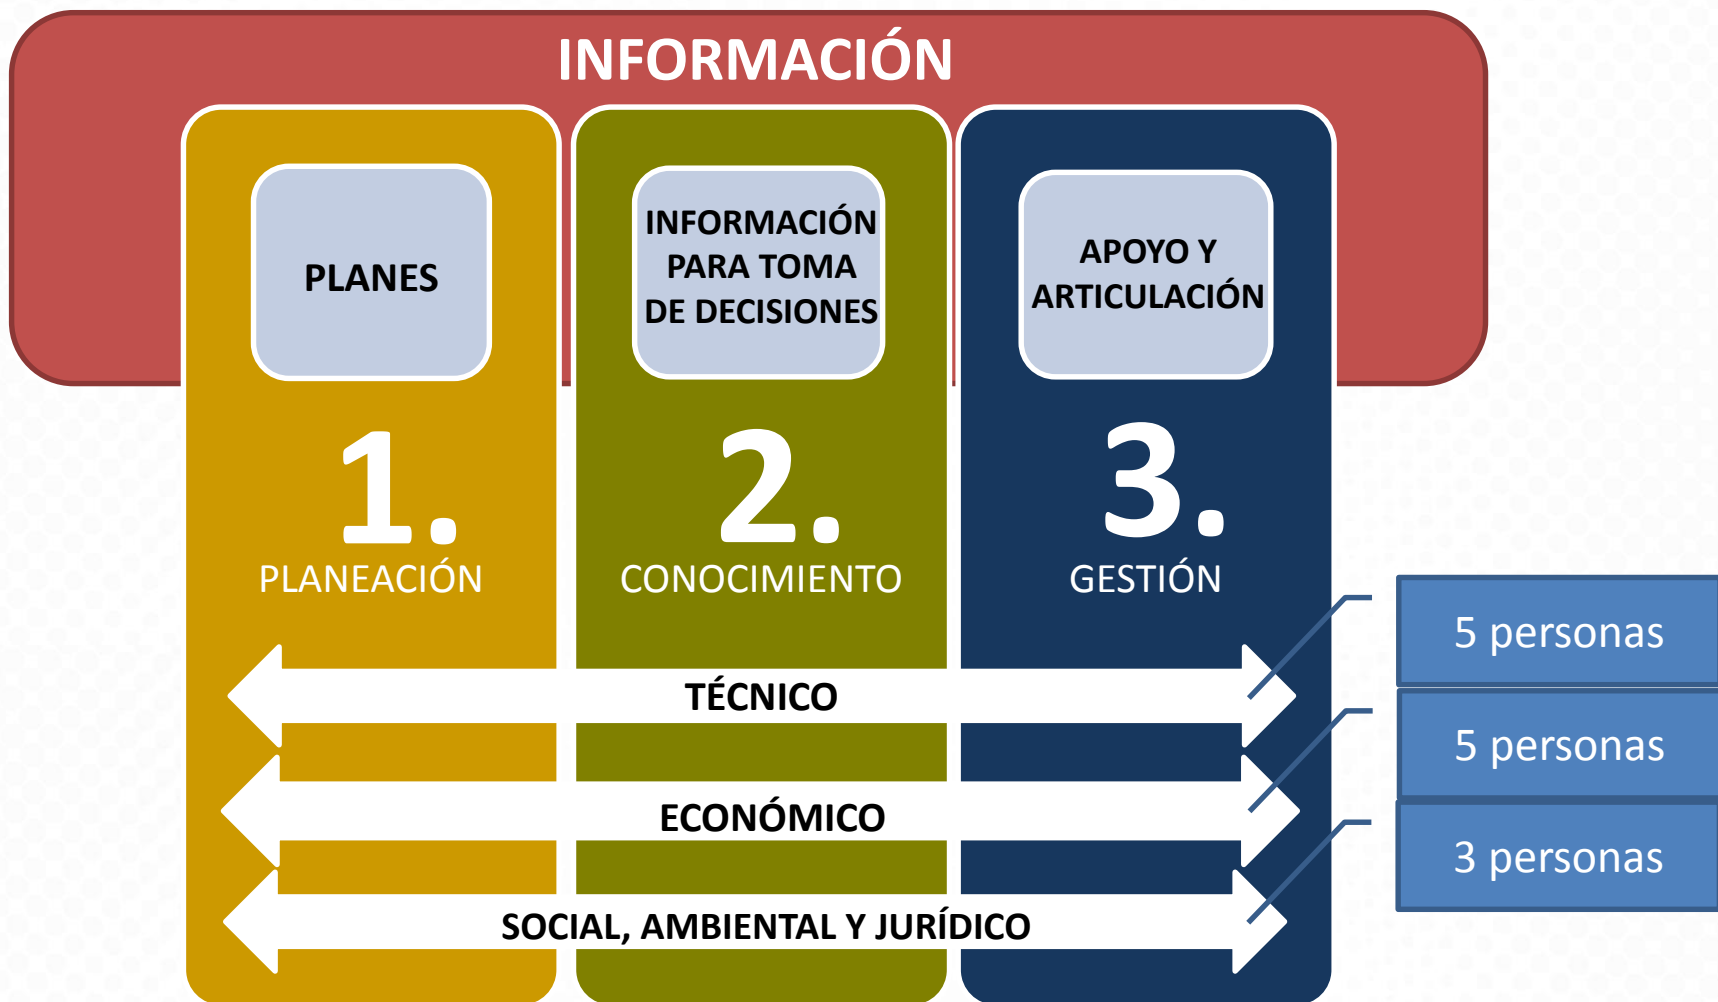 INFORMACIÓN
PLANES
INFORMACIÓN
PARA TOMA
DE DECISIONES
APOYO Y
ARTICULACIÓN
1.
PLANEACIÓN
2.
CONOCIMIENTO
3.
GESTIÓN
TÉCNICO
5 personas
ECONÓMICO
5 personas
SOCIAL, AMBIENTAL Y JURÍDICO
3 personas